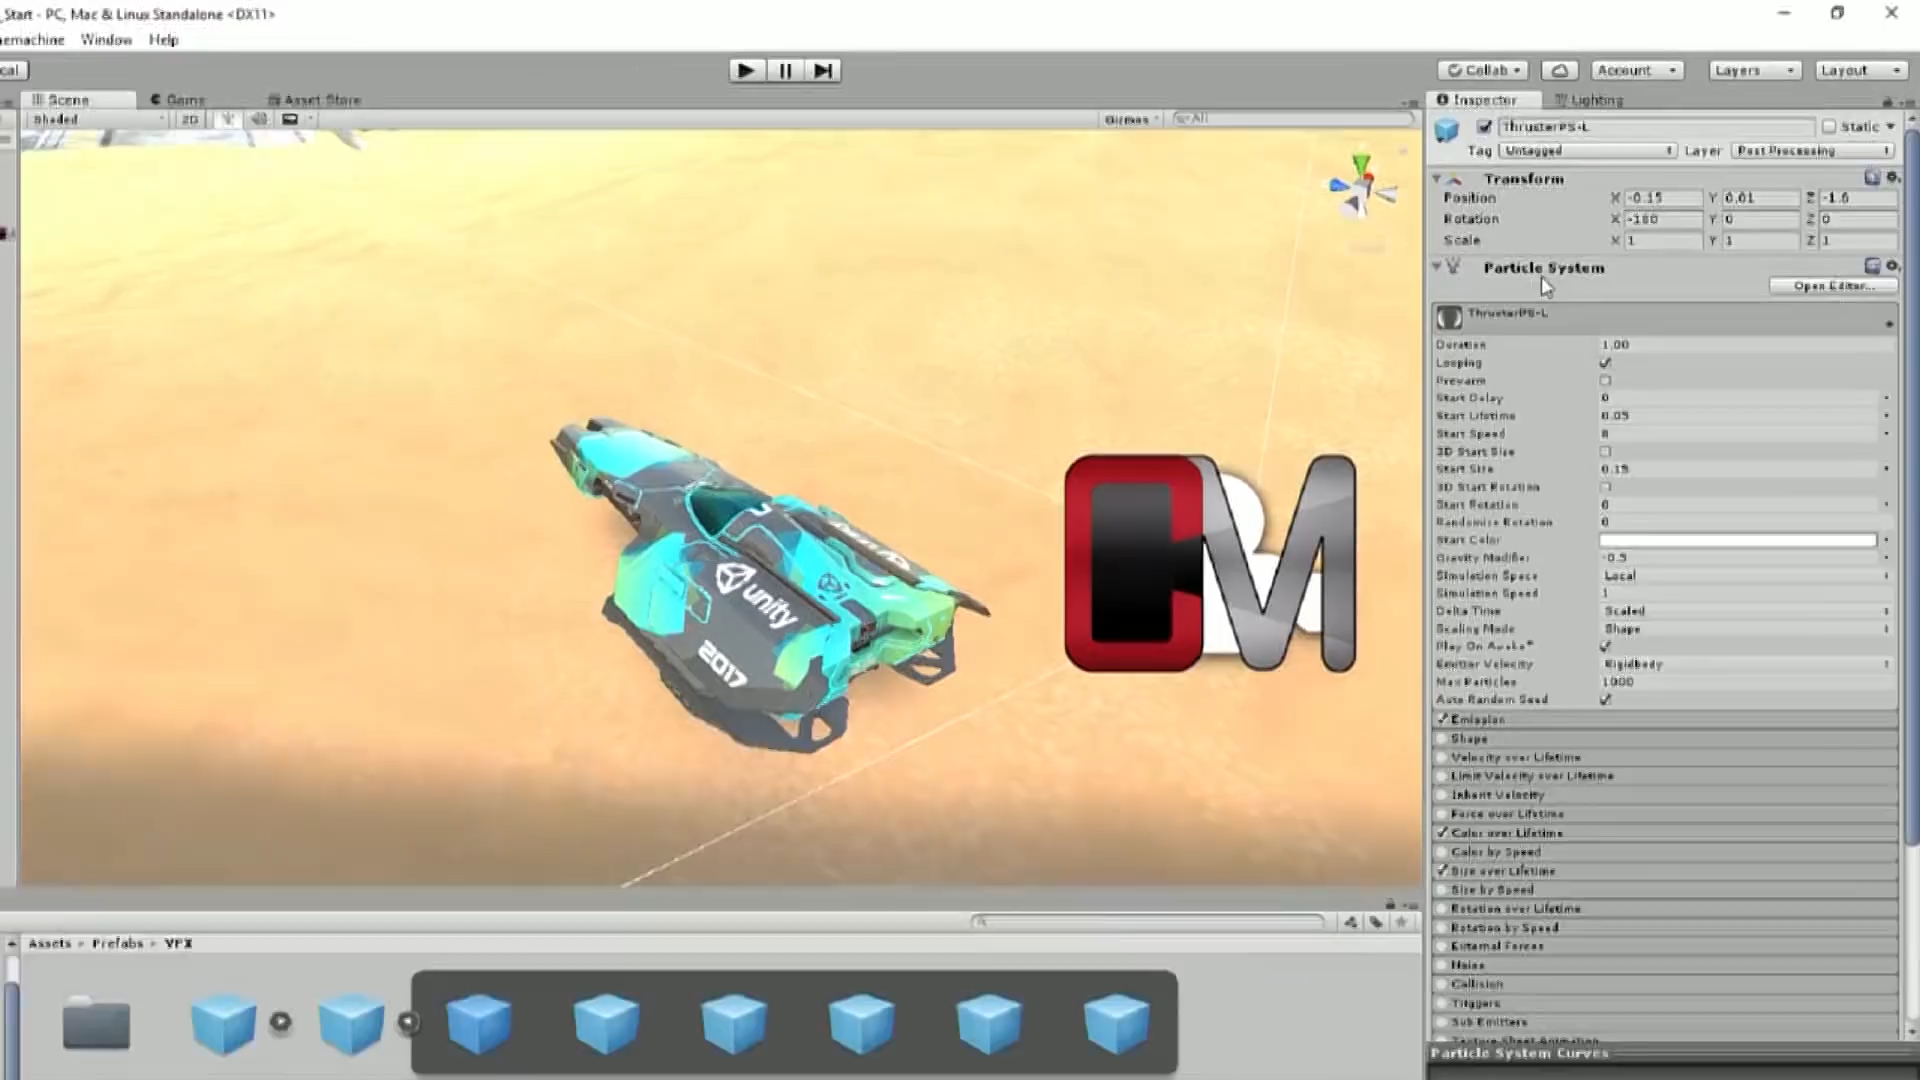 Start - PC, Mac & Linux Standalone <DX11>
emachine Window Help
cal
Collab
Account
Layers
Layout
Scene
Game
Asset Store
Inspector
Lighting
Shaded
2D
Gizmos
All
ThrusterPS-L
Static
Tag Untagged
Layer Post Processing
Transform
Position X -0.15 Y 0.01 Z -1.6
Rotation X -180 Y 0 Z 0
Scale X 1 Y 1 Z 1
Particle System
Open Editor...
ThrusterPS-L
Duration 1.00
Looping
Prewarm
Start Delay 0
Start Lifetime 0.05
Start Speed 8
3D Start Size
Start Size 0.15
3D Start Rotation
Start Rotation 0
Randomize Rotation 0
Start Color
Gravity Modifier -0.5
Simulation Space Local
Simulation Speed 1
Delta Time Scaled
Scaling Mode Shape
Play On Awake*
Emitter Velocity Rigidbody
Max Particles 1000
Auto Random Seed
Emission
Shape
Velocity over Lifetime
Limit Velocity over Lifetime
Inherit Velocity
Force over Lifetime
Color over Lifetime
Color by Speed
Size over Lifetime
Size by Speed
Rotation over Lifetime
Rotation by Speed
External Forces
Noise
Collision
Triggers
Sub Emitters
Texture Sheet Animation
Particle System Curves
unity
2017
CM
Assets Prefabs VFX